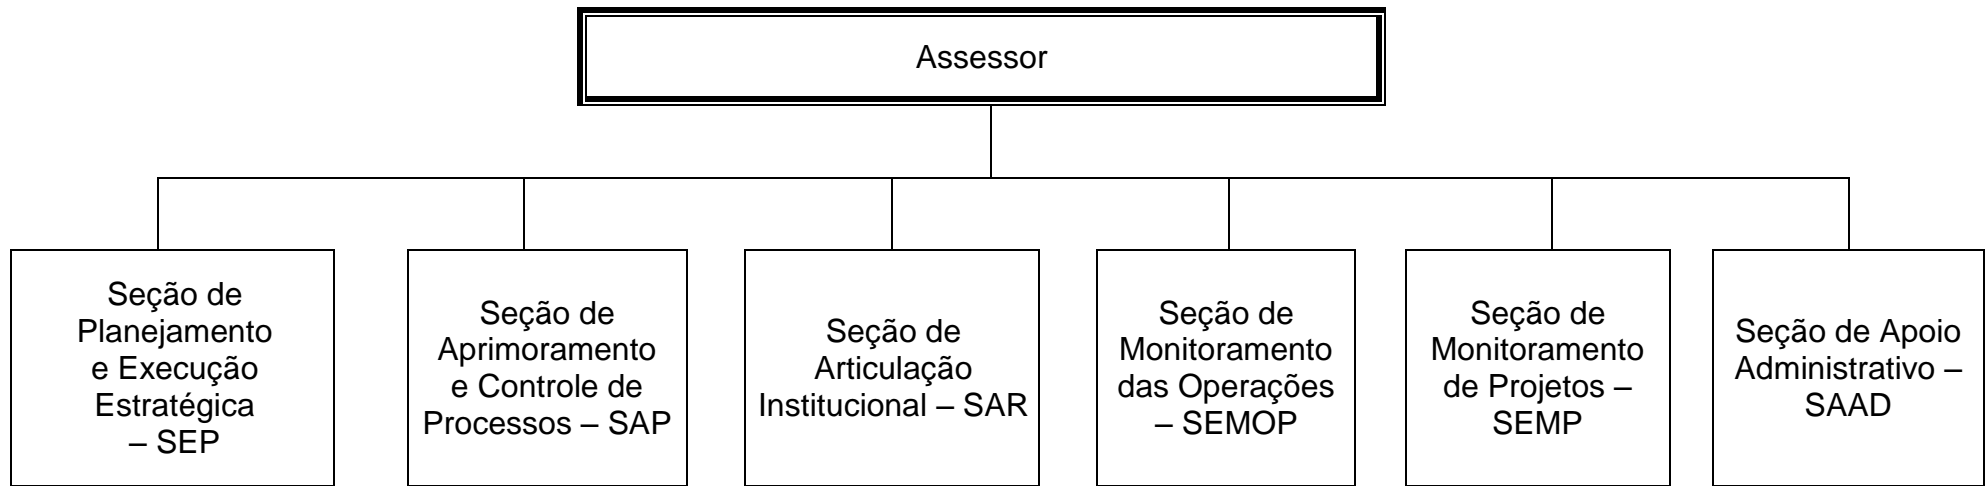 Assessor
Seção de
Planejamento
e Execução
Estratégica
– SEP
Seção de
Aprimoramento
e Controle de
Processos – SAP
Seção de
Articulação
Institucional – SAR
Seção de
Monitoramento
das Operações
– SEMOP
Seção de
Monitoramento
de Projetos –
SEMP
Seção de Apoio
Administrativo –
SAAD